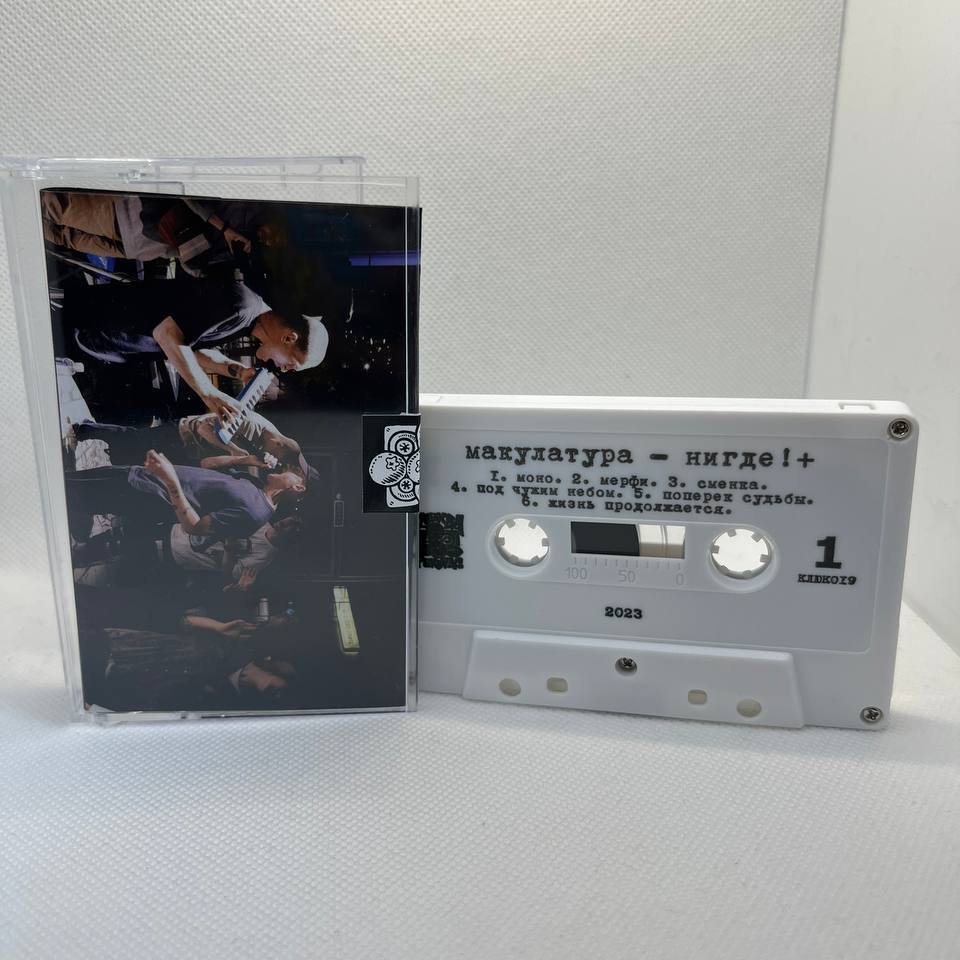 макулатура — нигде!+
1. моно. 2. мерфи. 3. сменка.
4. под чужим небом. 5. поперек судьбы.
6. жизнь продолжается.
1
КЛЮК019
100 50 0
2023